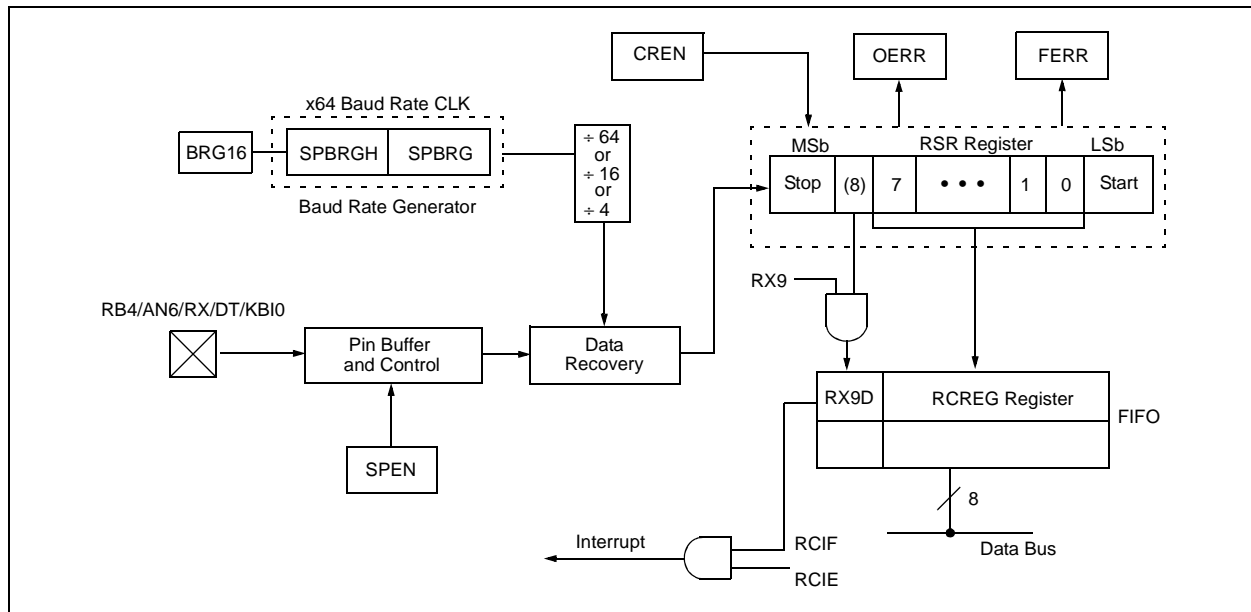 CREN
OERR
FERR
x64 Baud Rate CLK
BRG16
SPBRGH
SPBRG
÷ 64
or
÷ 16
or
÷ 4
Baud Rate Generator
MSb
RSR Register
LSb
Stop
(8)
7
• • •
1
0
Start
RX9
RB4/AN6/RX/DT/KBI0
Pin Buffer
and Control
Data
Recovery
SPEN
RX9D
RCREG Register
FIFO
8
Data Bus
Interrupt
RCIF
RCIE